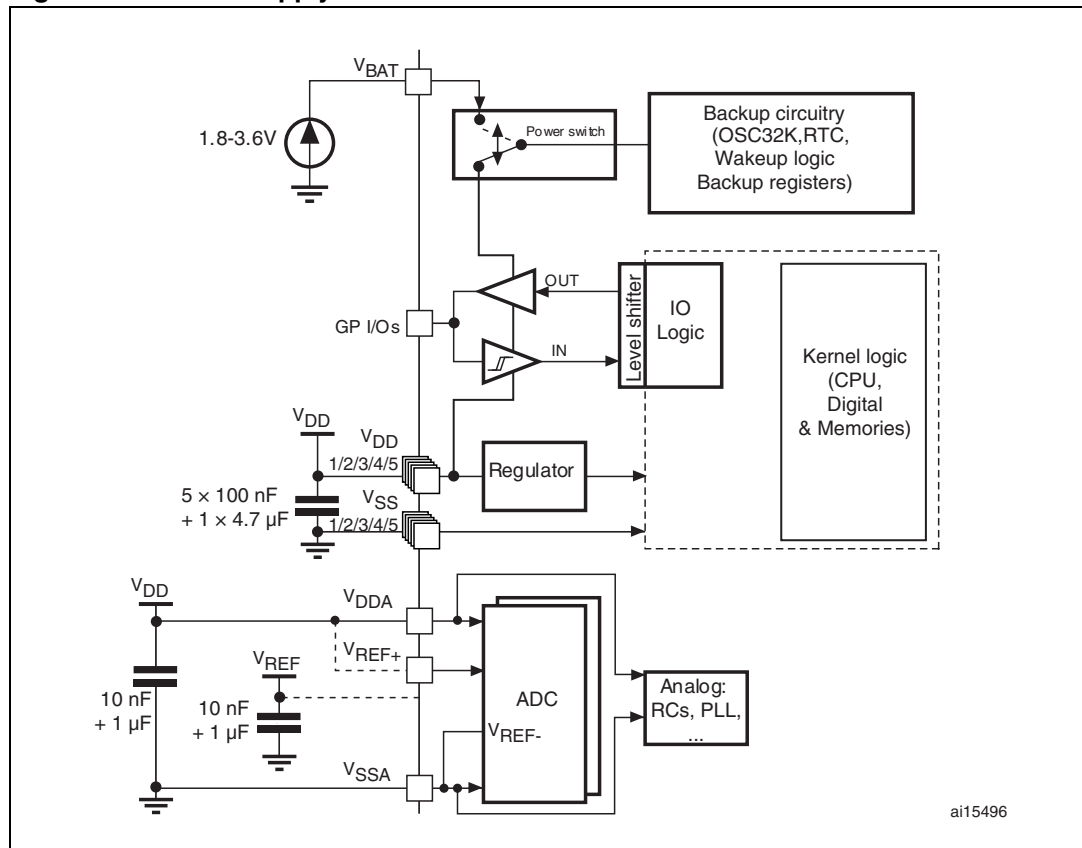 VBAT
1.8-3.6V
Power switch
Backup circuitry
(OSC32K,RTC,
Wakeup logic
Backup registers)
OUT
GP I/Os
IN
Level shifter
IO
Logic
Kernel logic
(CPU,
Digital
& Memories)
VDD
VDD
1/2/3/4/5
Regulator
5 × 100 nF
+ 1 × 4.7 µF
VSS
1/2/3/4/5
VDD
VDDA
VREF+
VREF
10 nF
+ 1 µF
10 nF
+ 1 µF
ADC
VREF-
Analog:
RCs, PLL,
...
VSSA
ai15496